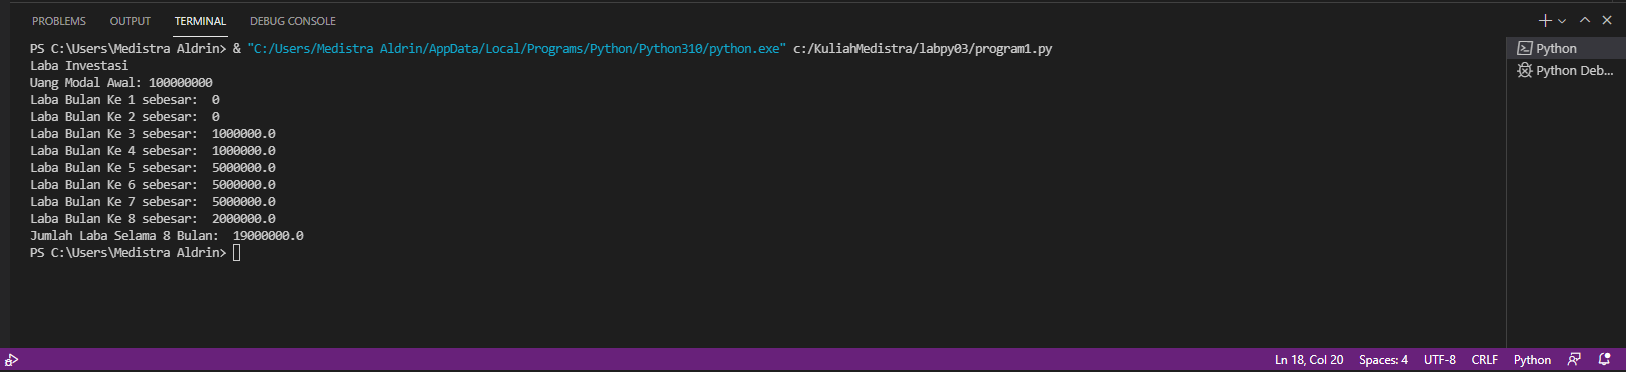 PROBLEMS OUTPUT TERMINAL DEBUG CONSOLE
PS C:\Users\Medistra Aldrin> & "C:/Users/Medistra Aldrin/AppData/Local/Programs/Python/Python310/python.exe" c:/KuliahMedistra/labpy03/program1.py
Laba Investasi
Uang Modal Awal: 100000000
Laba Bulan Ke 1 sebesar:  0
Laba Bulan Ke 2 sebesar:  0
Laba Bulan Ke 3 sebesar:  1000000.0
Laba Bulan Ke 4 sebesar:  1000000.0
Laba Bulan Ke 5 sebesar:  5000000.0
Laba Bulan Ke 6 sebesar:  5000000.0
Laba Bulan Ke 7 sebesar:  5000000.0
Laba Bulan Ke 8 sebesar:  2000000.0
Jumlah Laba Selama 8 Bulan:  19000000.0
PS C:\Users\Medistra Aldrin>
Python
Python Deb...
Ln 18, Col 20 Spaces: 4 UTF-8 CRLF Python